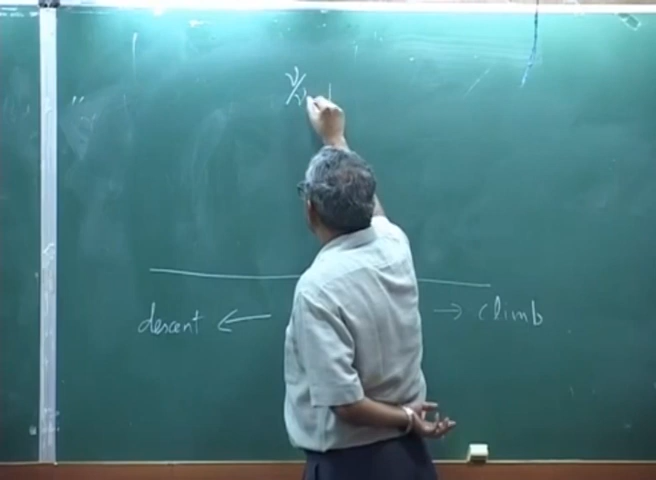 descent ← → climb